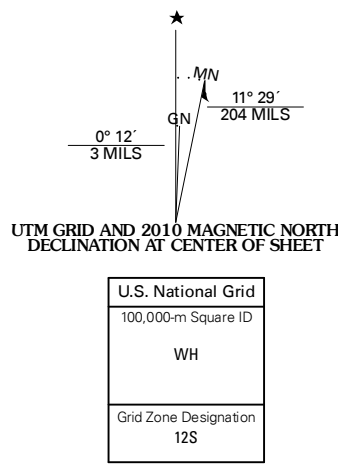 MN
GN
11° 29´
204 MILS
0° 12´
3 MILS
UTM GRID AND 2010 MAGNETIC NORTH
DECLINATION AT CENTER OF SHEET
U.S. National Grid
100,000-m Square ID
WH
Grid Zone Designation
12S